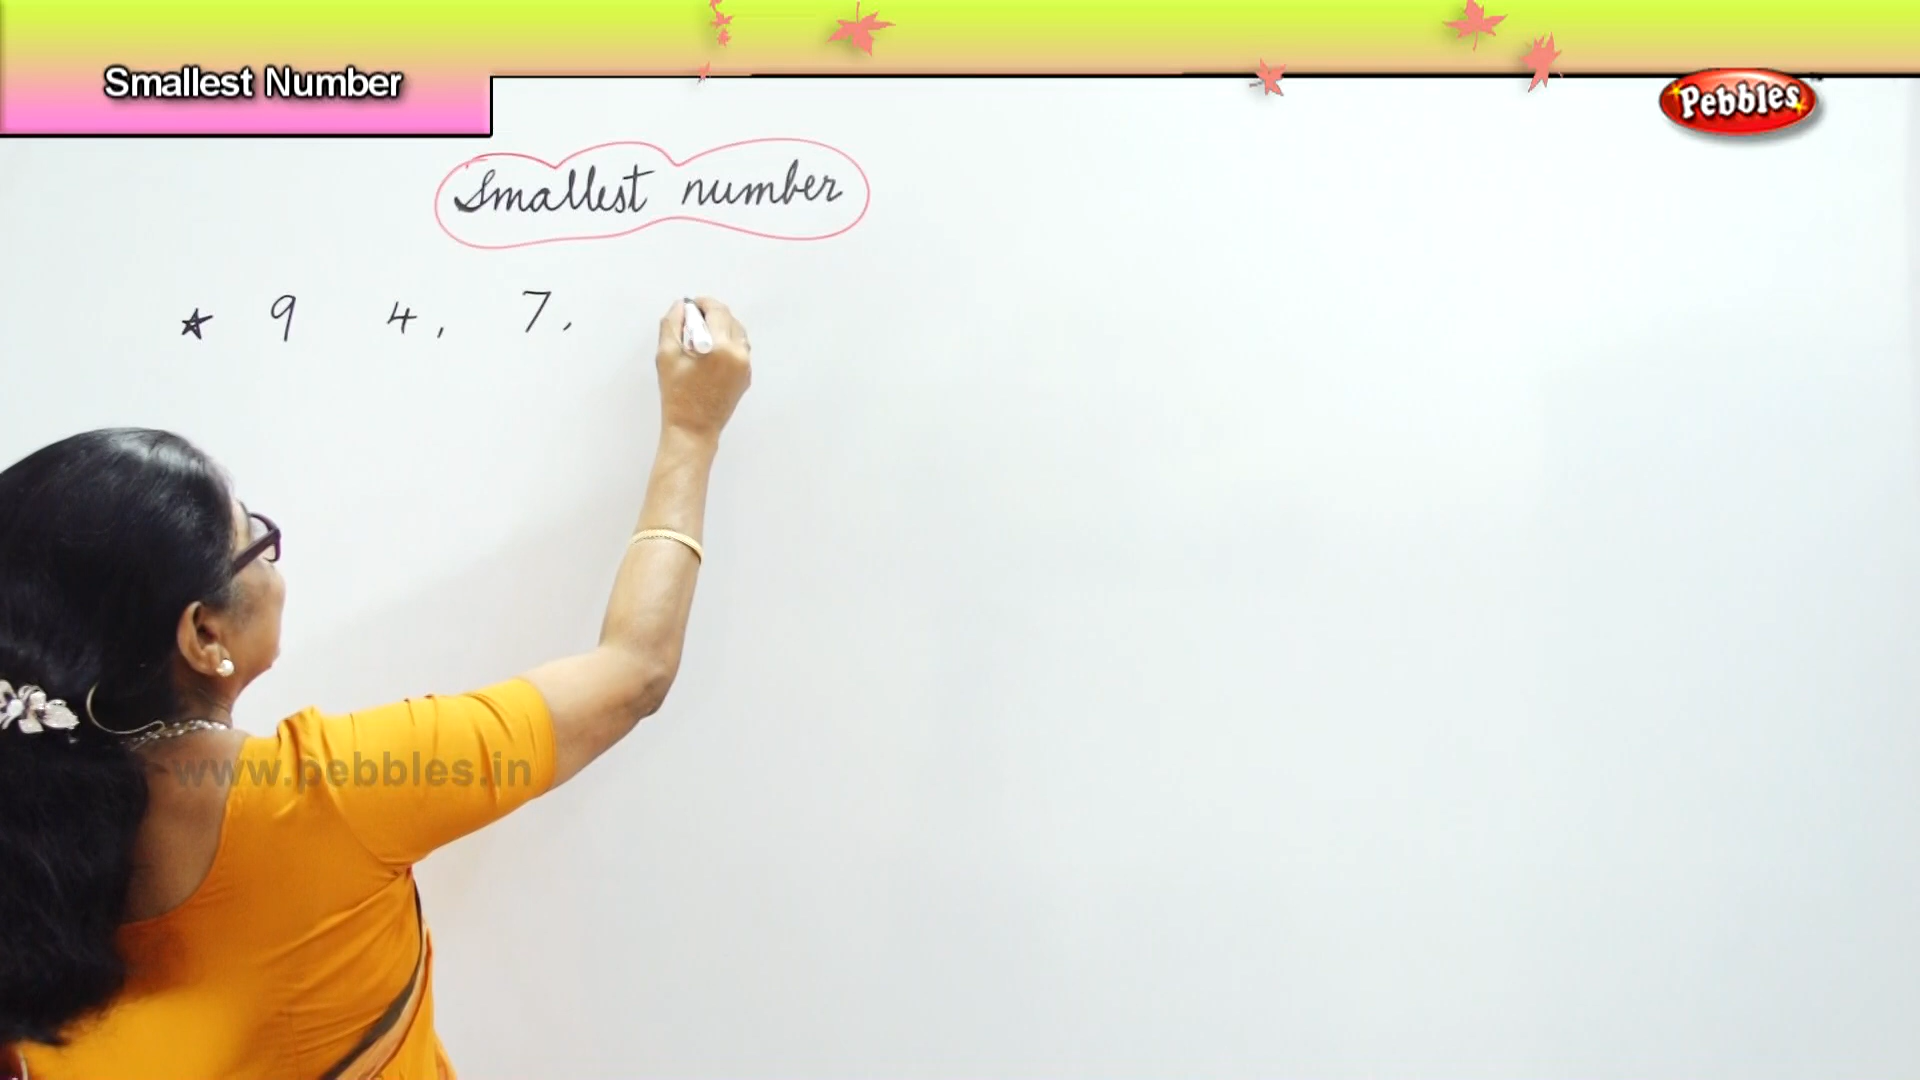 Smallest Number
Pebbles
Smallest number
☆ 9 4, 7,
www.pebbles.in